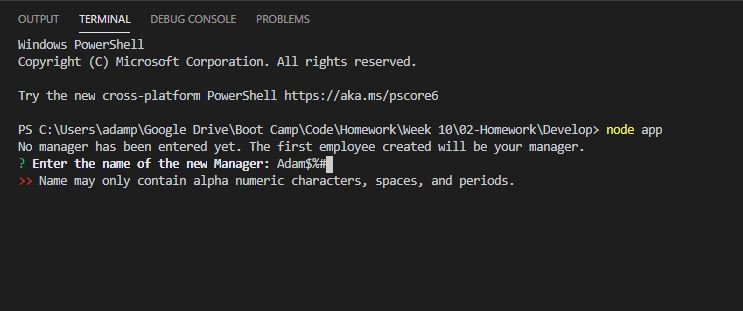 OUTPUT TERMINAL DEBUG CONSOLE PROBLEMS
Windows PowerShell
Copyright (C) Microsoft Corporation. All rights reserved.
Try the new cross-platform PowerShell https://aka.ms/pscore6
PS C:\Users\adamp\Google Drive\Boot Camp\Code\Homework\Week 10\02-Homework\Develop> node app
No manager has been entered yet. The first employee created will be your manager.
? Enter the name of the new Manager: Adam$%#
>> Name may only contain alpha numeric characters, spaces, and periods.